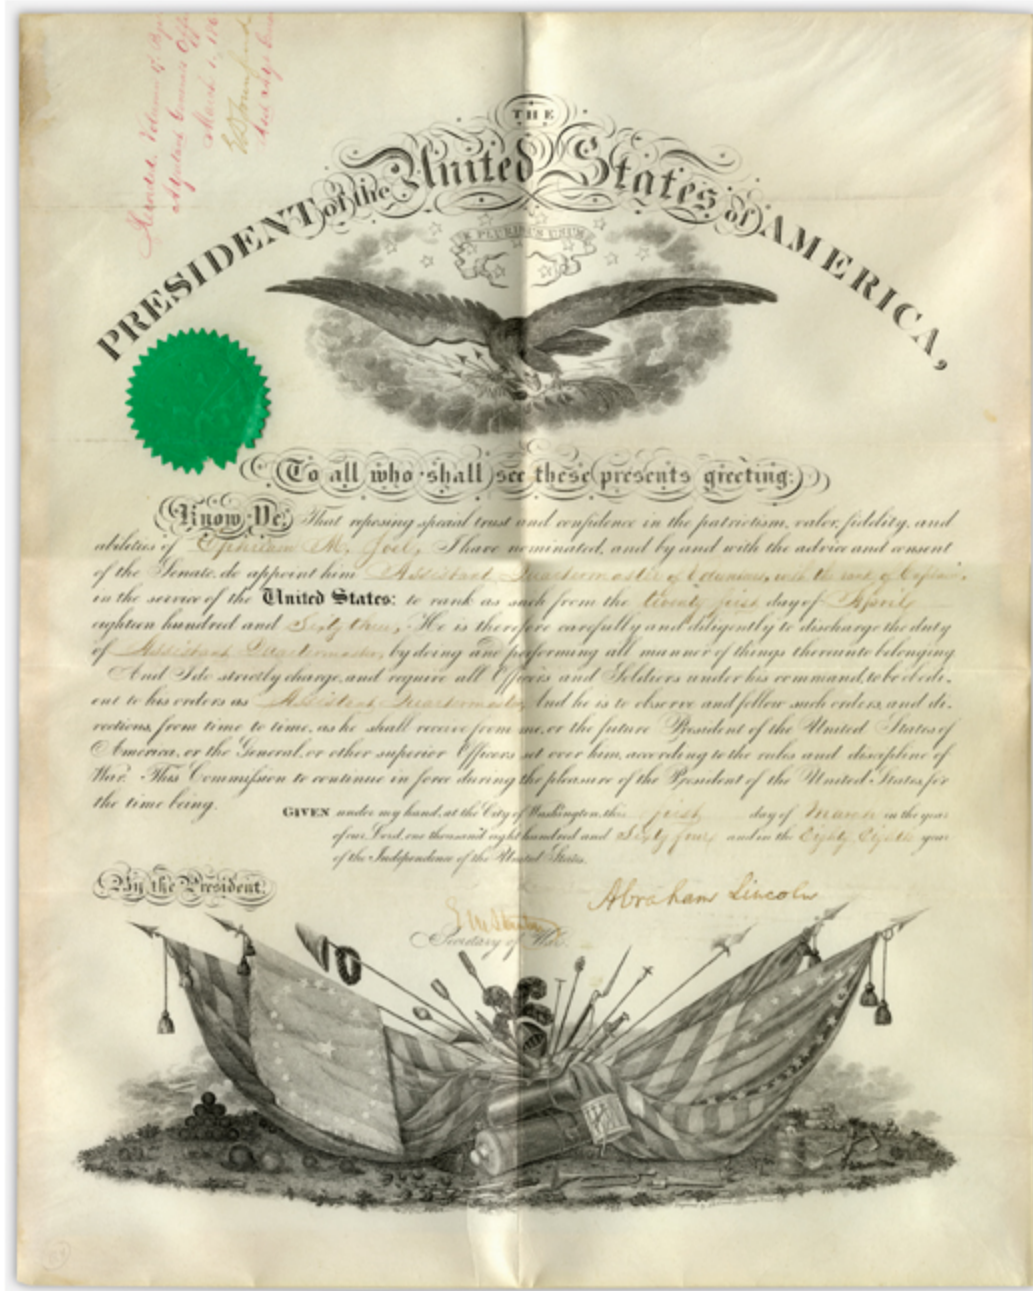 Recorded, Volume 17, Page
Adjutant General's Office
March 1. 186
THE
PRESIDENT of the United States of AMERICA,
E PLURIBUS UNUM
To all who shall see these presents greeting:
Know Ye, That reposing special trust and confidence in the patriotism, valor, fidelity, and
abilities of Ephraim M. Joel, I have nominated, and by and with the advice and consent
of the Senate, do appoint him Assistant Quartermaster of Volunteers, with the rank of Captain,
in the service of the United States: to rank as such from the twenty first day of April
eighteen hundred and Sixty three, He is therefore carefully and diligently to discharge the duty
of Assistant Quartermaster, by doing and performing all manner of things thereunto belonging.
And I do strictly charge, and require all Officers and Soldiers under his command, to be obedi-
ent to his orders as Assistant Quartermaster, And he is to observe and follow such orders, and di-
rections, from time to time, as he shall receive from me, or the future President of the United States of
America, or the General, or other superior Officers set over him, according to the rules and discipline of
War. This Commission to continue in force during the pleasure of the President of the United States, for
the time being.
GIVEN under my hand, at the City of Washington, this first day of March in the year
of our Lord, one thousand eight hundred and Sixty four, and in the Eighty Eighth year
of the Independence of the United States.
By the President,
Abraham Lincoln
Secretary of War.